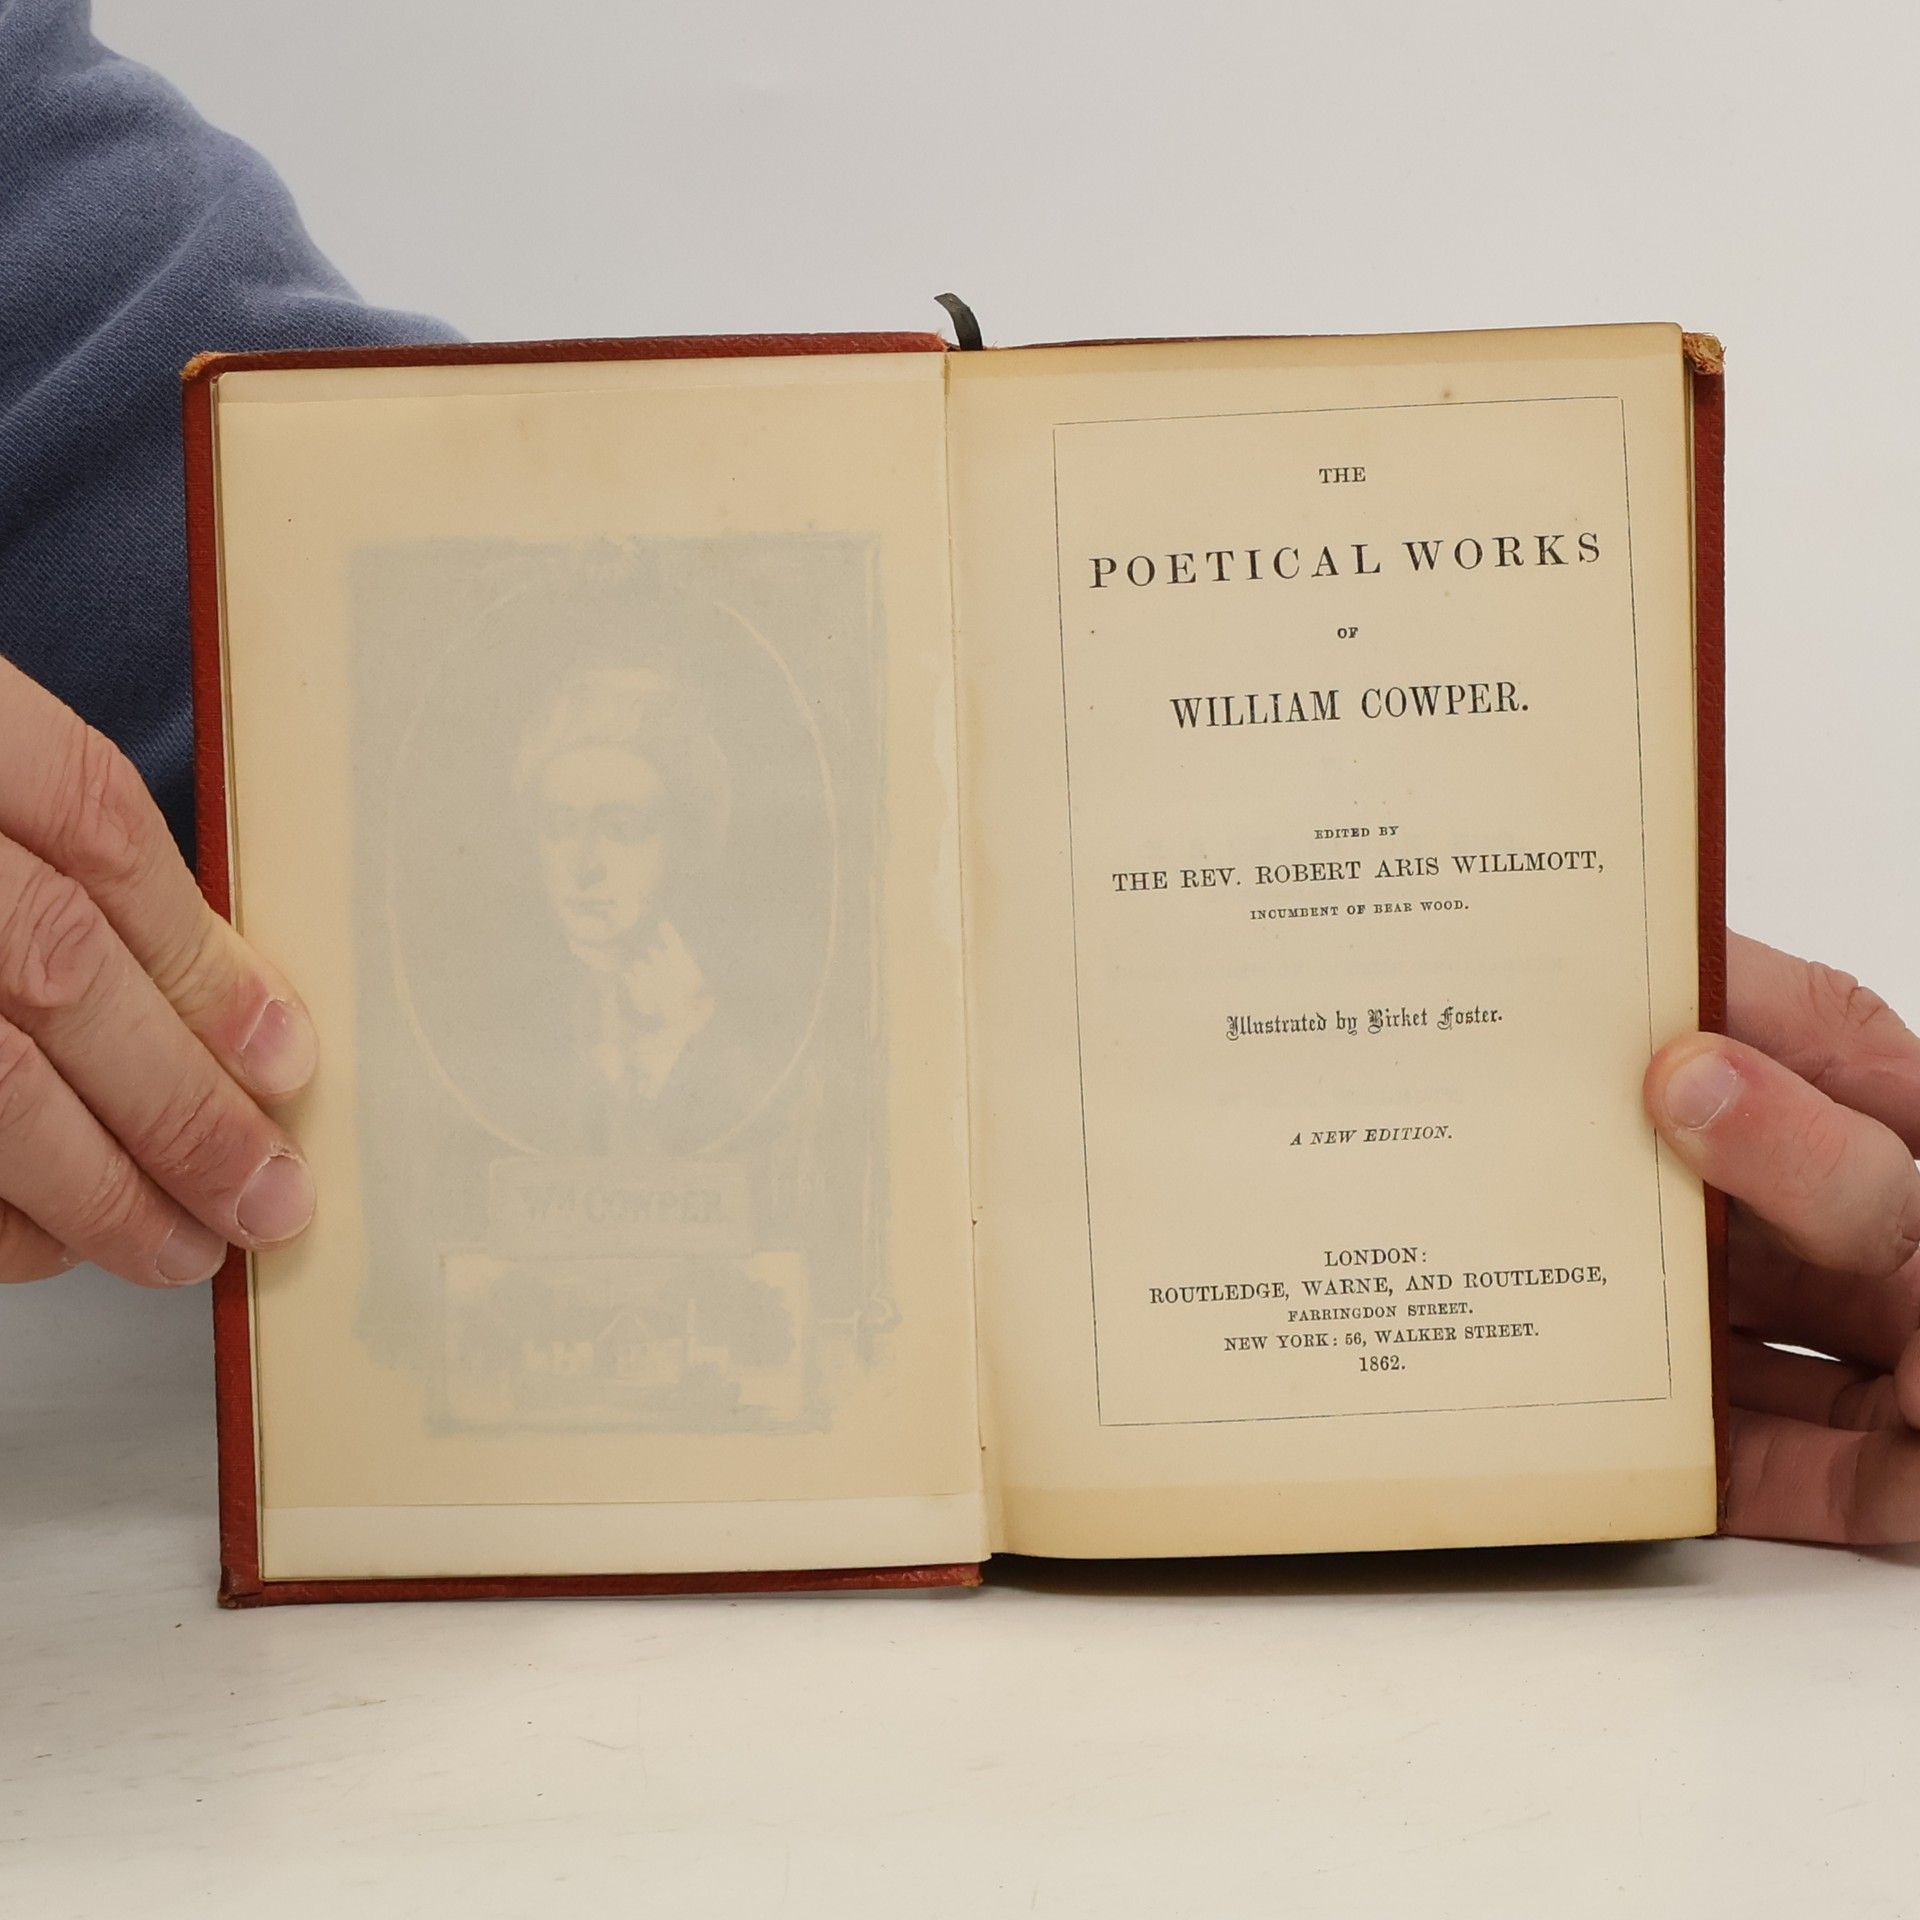 Wm COWPER
THE
POETICAL WORKS
OF
WILLIAM COWPER.
EDITED BY
THE REV. ROBERT ARIS WILLMOTT,
INCUMBENT OF BEAR WOOD.
Illustrated by Birket Foster.
A NEW EDITION.
LONDON:
ROUTLEDGE, WARNE, AND ROUTLEDGE,
FARRINGDON STREET.
NEW YORK: 56, WALKER STREET.
1862.